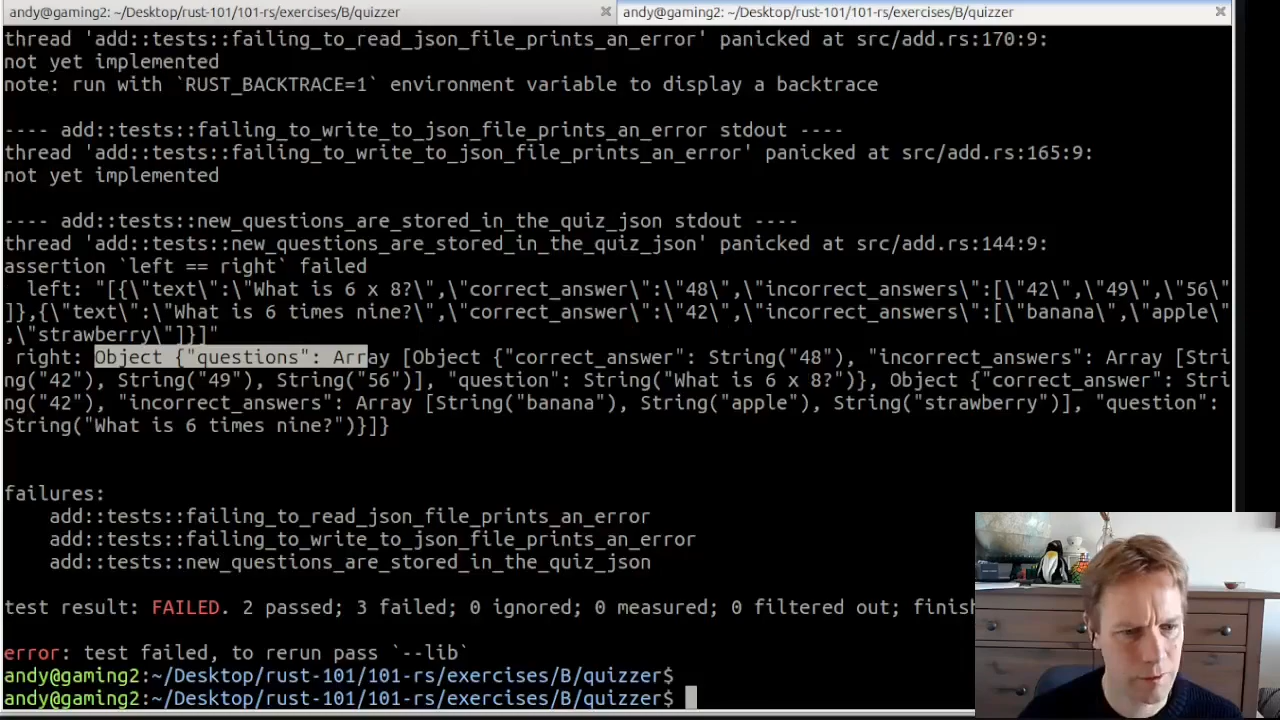 andy@gaming2: ~/Desktop/rust-101/101-rs/exercises/B/quizzer
andy@gaming2: ~/Desktop/rust-101/101-rs/exercises/B/quizzer
thread 'add::tests::failing_to_read_json_file_prints_an_error' panicked at src/add.rs:170:9:
not yet implemented
note: run with `RUST_BACKTRACE=1` environment variable to display a backtrace
---- add::tests::failing_to_write_to_json_file_prints_an_error stdout ----
thread 'add::tests::failing_to_write_to_json_file_prints_an_error' panicked at src/add.rs:165:9:
not yet implemented
---- add::tests::new_questions_are_stored_in_the_quiz_json stdout ----
thread 'add::tests::new_questions_are_stored_in_the_quiz_json' panicked at src/add.rs:144:9:
assertion `left == right` failed
left: "[{\"text\":\"What is 6 x 8?\",\"correct_answer\":\"48\",\"incorrect_answers\":[\"42\",\"49\",\"56\"
]},{\"text\":\"What is 6 times nine?\",\"correct_answer\":\"42\",\"incorrect_answers\":[\"banana\",\"apple\"
,\"strawberry\"]}]"
right: Object {"questions": Array [Object {"correct_answer": String("48"), "incorrect_answers": Array [Stri
ng("42"), String("49"), String("56")], "question": String("What is 6 x 8?")}, Object {"correct_answer": Stri
ng("42"), "incorrect_answers": Array [String("banana"), String("apple"), String("strawberry")], "question":
String("What is 6 times nine?")}]}
failures:
add::tests::failing_to_read_json_file_prints_an_error
add::tests::failing_to_write_to_json_file_prints_an_error
add::tests::new_questions_are_stored_in_the_quiz_json
test result: FAILED. 2 passed; 3 failed; 0 ignored; 0 measured; 0 filtered out; finish
error: test failed, to rerun pass `--lib`
andy@gaming2:~/Desktop/rust-101/101-rs/exercises/B/quizzer$
andy@gaming2:~/Desktop/rust-101/101-rs/exercises/B/quizzer$